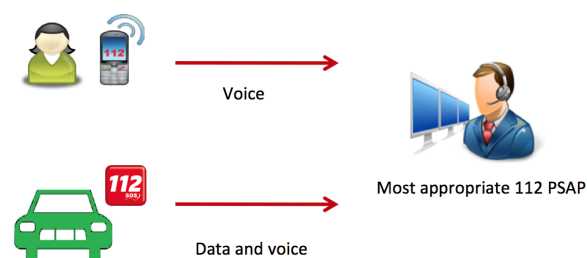 112
Voice
Most appropriate 112 PSAP
112
SOS
Data and voice